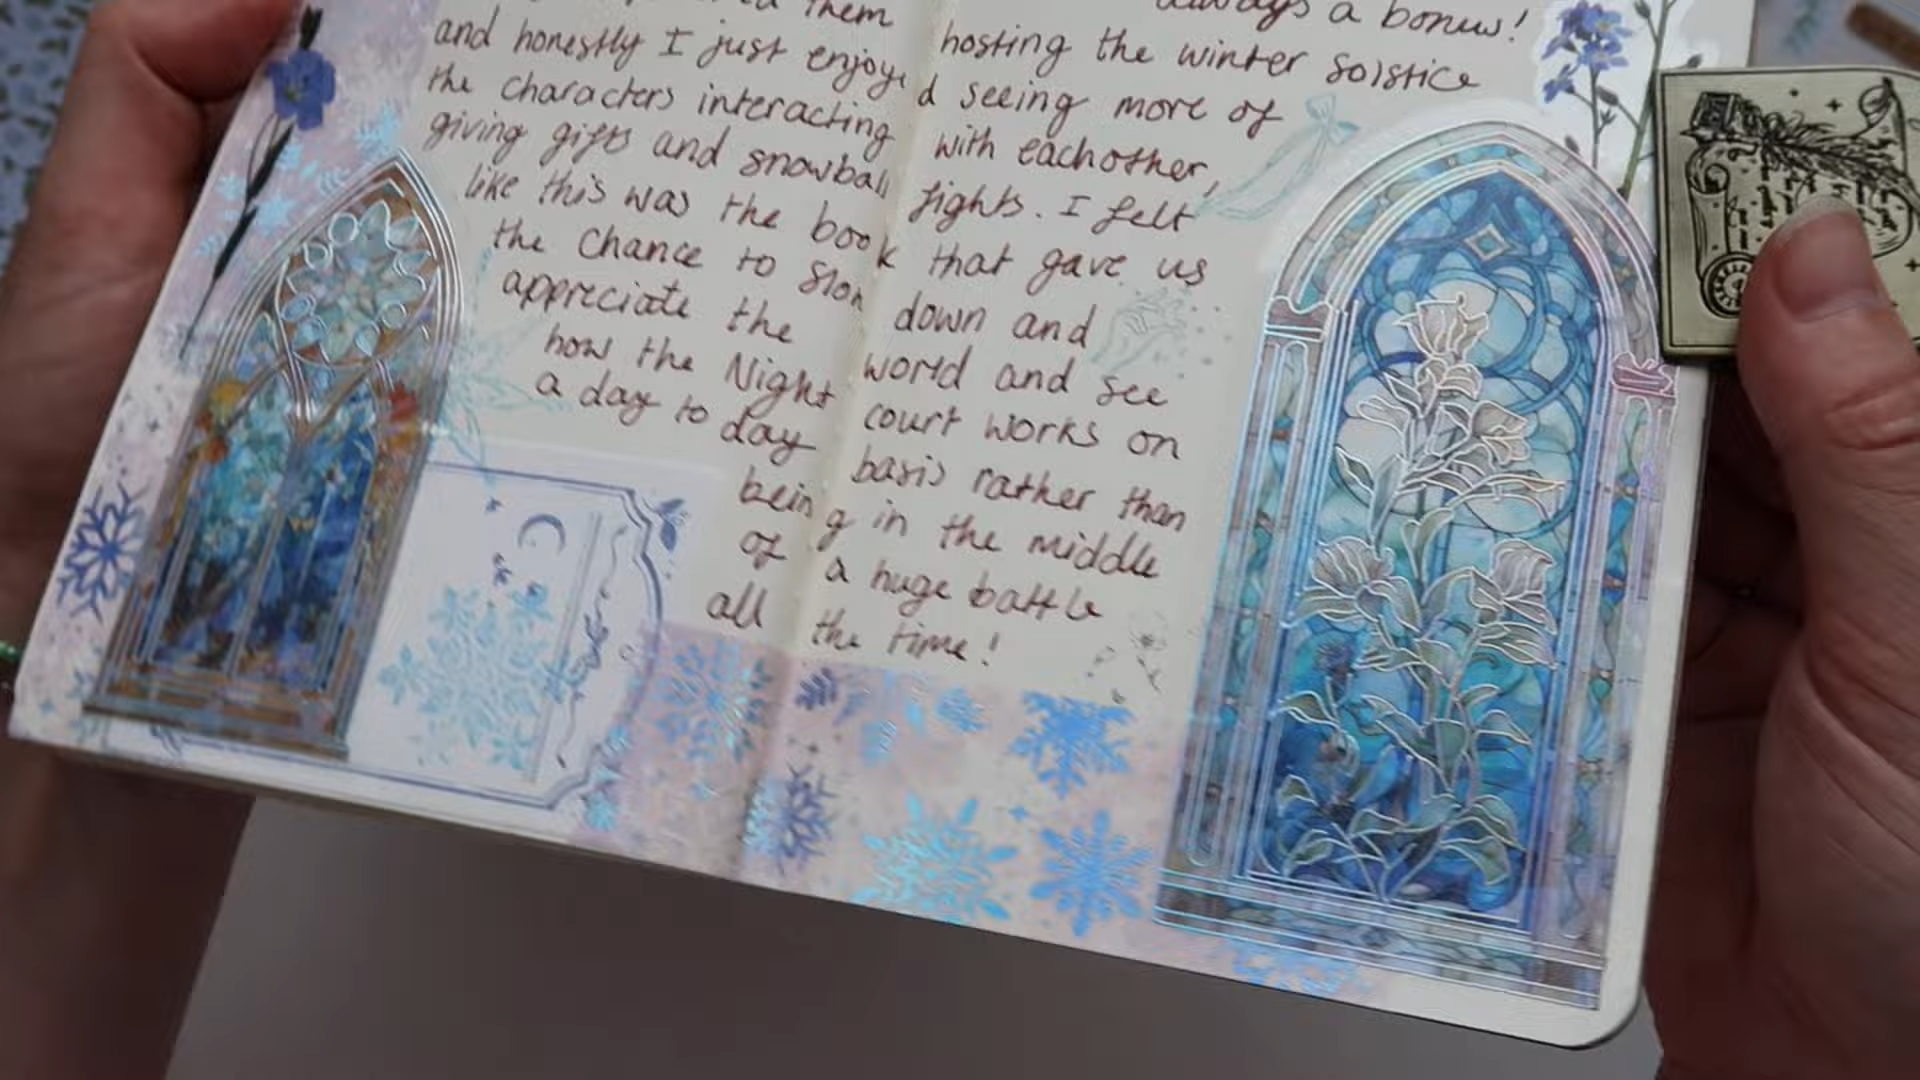 always a bonus!
them hosting the winter solstice
and honestly I just enjoyed seeing more of
the characters interacting with eachother,
giving gifts and snowball fights. I felt
like this was the book that gave us
the chance to slow down and
appreciate the world and see
how the Night court works on
a day to day basis rather than
being in the middle
of a huge battle
all the time!